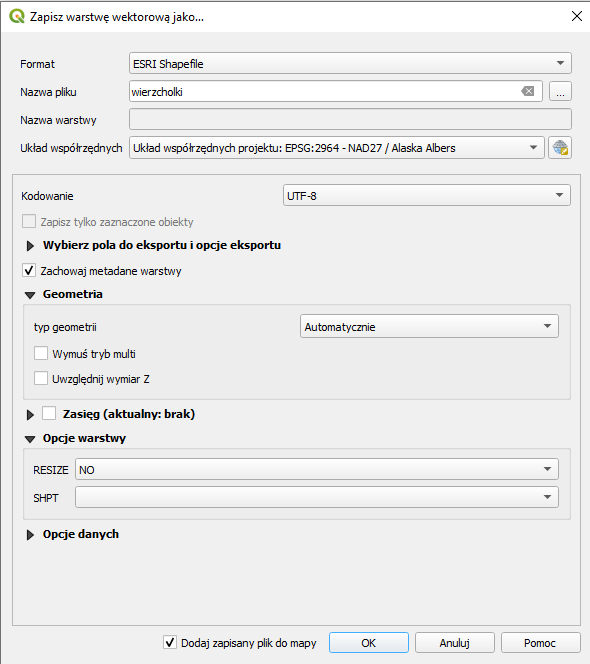 Zapisz warstwę wektorową jako...
Format
ESRI Shapefile
Nazwa pliku
wierzcholki
...
Nazwa warstwy
Układ współrzędnych
Układ współrzędnych projektu: EPSG:2964 - NAD27 / Alaska Albers
Kodowanie
UTF-8
Zapisz tylko zaznaczone obiekty
Wybierz pola do eksportu i opcje eksportu
Zachowaj metadane warstwy
Geometria
typ geometrii
Automatycznie
Wymuś tryb multi
Uwzględnij wymiar Z
Zasięg (aktualny: brak)
Opcje warstwy
RESIZE
NO
SHPT
Opcje danych
Dodaj zapisany plik do mapy
OK
Anuluj
Pomoc